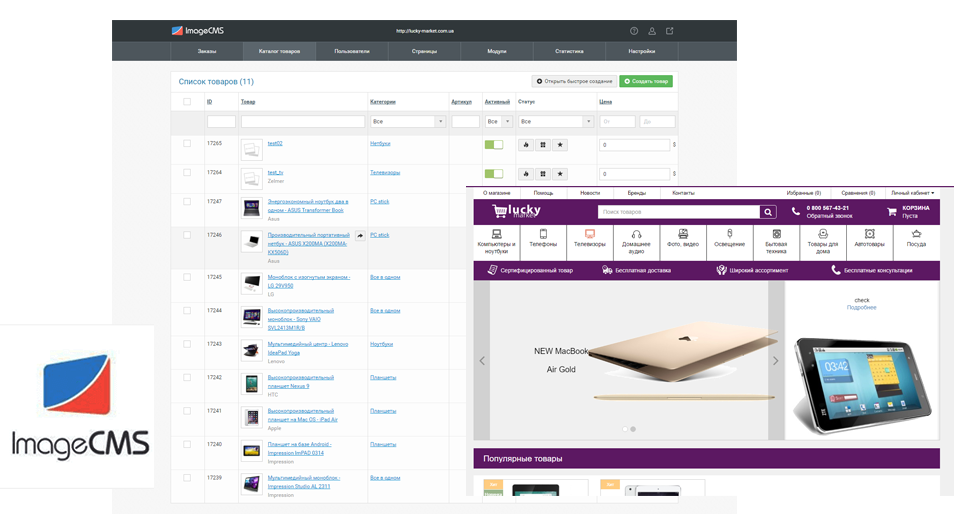 ImageCMS
http://lucky-market.com.ua
Заказы
Каталог товаров
Пользователи
Страницы
Модули
Статистика
Настройки
Список товаров (11)
Открыть быстрое создание
Создать товар
ID
Товар
Категории
Артикул
Активный
Статус
Цена
Все
Все
Все
От
До
17265
test02
Нетбуки
0
$
17264
test_tv
Zelmer
Телевизоры
0
$
17247
Энергоэкономный ноутбук два в
одном - ASUS Transformer Book
Asus
PC stick
17246
Производительный портативный
нетбук - ASUS X200MA (X200MA-
KX506D)
Asus
PC stick
17245
Моноблок с изогнутым экраном -
LG 29V950
LG
Все в одном
17244
Высокопроизводительный
моноблок - Sony VAIO
SVL2413M1R/B
Все в одном
17243
Мультимедийный центр - Lenovo
IdeaPad Yoga
Lenovo
Ноутбуки
17242
Высокопроизводительный
планшет Nexus 9
HTC
Планшеты
17241
Высокопроизводительный
планшет на Mac OS - iPad Air
Apple
Планшеты
17240
Планшет на базе Android -
Impression ImPAD 0314
Impression
Планшеты
17239
Мультимедийный моноблок -
Impression Studio AL 2311
Impression
Все в одном
О магазине
Помощь
Новости
Бренды
Контакты
Избранные (0)
Сравнения (0)
Личный кабинет
lucky
market
Поиск товаров
0 800 567-43-21
Обратный звонок
КОРЗИНА
Пуста
Компьютеры и
ноутбуки
Телефоны
Телевизоры
Домашнее
аудио
Фото, видео
Освещение
Бытовая
техника
Товары для
дома
Автотовары
Посуда
Сертифицированный товар
Бесплатная доставка
Широкий ассортимент
Бесплатные консультации
NEW MacBook
Air Gold
check
Подробнее
03:42
Популярные товары
ImageCMS